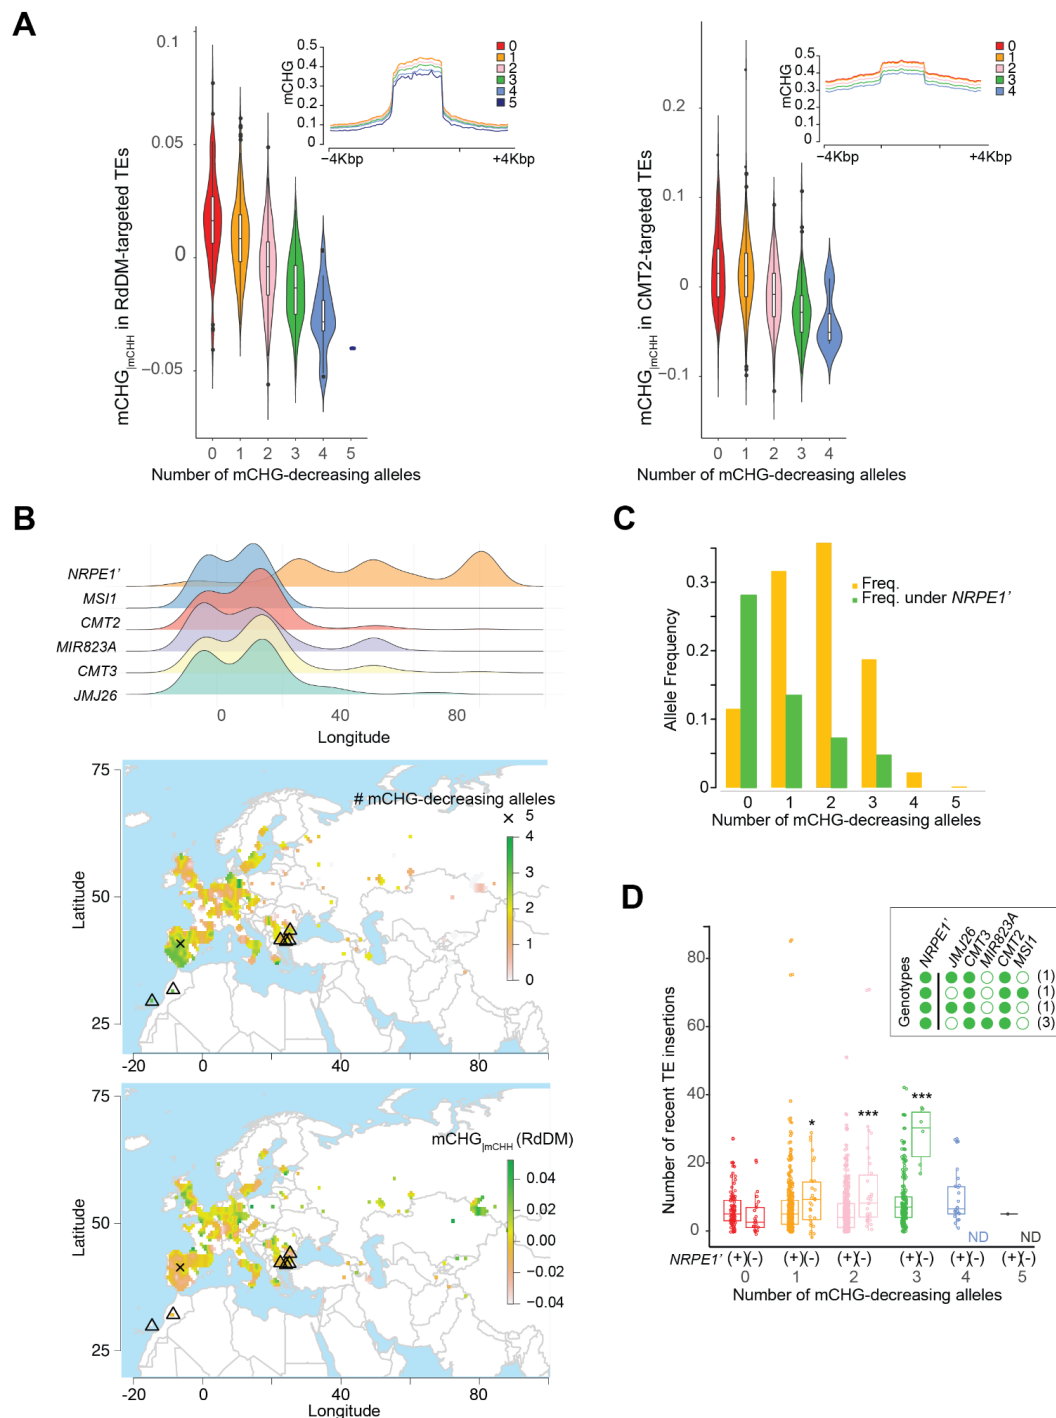 A
mCHG|mCHH in RdDM-targeted TEs
0.1
0.05
0
−0.05
0 1 2 3 4 5
Number of mCHG-decreasing alleles
mCHG
0.5
0.4
0.3
0.2
0.1
0
−4Kbp +4Kbp
0
1
2
3
4
5
mCHG|mCHH in CMT2-targeted TEs
0.2
0.1
0
−0.1
0 1 2 3 4
Number of mCHG-decreasing alleles
mCHG
0.5
0.4
0.3
0.2
0.1
0
−4Kbp +4Kbp
0
1
2
3
4
B
NRPE1'
MSI1
CMT2
MIR823A
CMT3
JMJ26
0 40 80
Longitude
# mCHG-decreasing alleles
× 5
4
3
2
1
0
Latitude
75
50
25
-20 0 40 80
mCHG|mCHH (RdDM)
0.04
0.02
0.00
−0.02
−0.04
Latitude
75
50
25
-20 0 40 80
Longitude
C
Allele Frequency
0.3
0.2
0.1
0
Freq.
Freq. under NRPE1'
0 1 2 3 4 5
Number of mCHG-decreasing alleles
D
Genotypes
NRPE1' JMJ26 CMT3 MIR823A CMT2 MSI1
(1)
(1)
(1)
(3)
Number of recent TE insertions
80
60
40
20
0
* *** ***
ND ND
NRPE1' (+)(-) (+)(-) (+)(-) (+)(-) (+)(-) (+)(-)
0 1 2 3 4 5
Number of mCHG-decreasing alleles